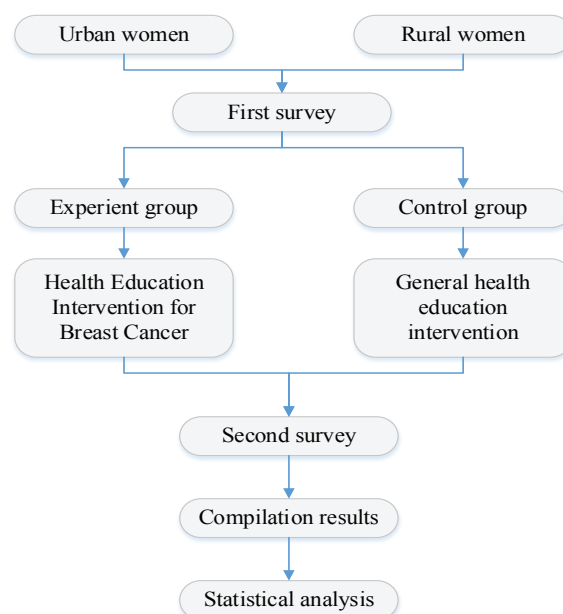 Urban women
Rural women
First survey
Experient group
Control group
Health Education
Intervention for
Breast Cancer
General health
education
intervention
Second survey
Compilation results
Statistical analysis